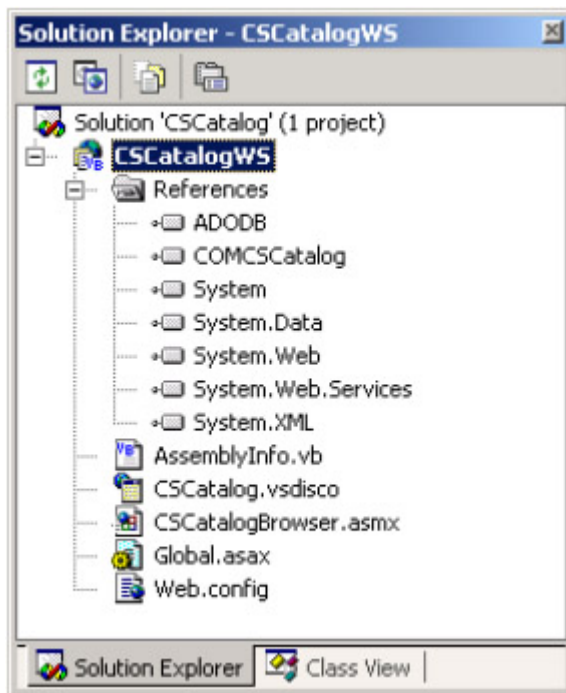 Solution Explorer - CSCatalogWS
Solution 'CSCatalog' (1 project)
CSCatalogWS
References
ADODB
COMCSCatalog
System
System.Data
System.Web
System.Web.Services
System.XML
AssemblyInfo.vb
CSCatalog.vsdisco
CSCatalogBrowser.asmx
Global.asax
Web.config
Solution Explorer Class View